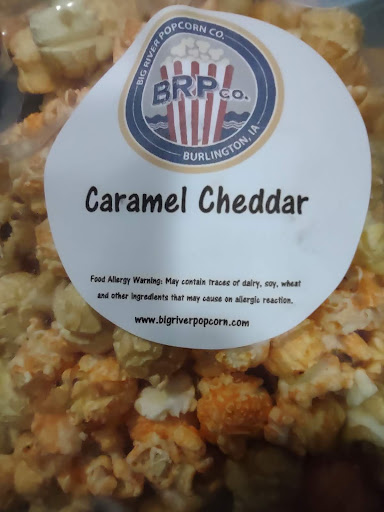 BIG RIVER POPCORN CO.
BRP CO.
BURLINGTON, IA
Caramel Cheddar
Food Allergy Warning: May contain traces of dairy, soy, wheat
and other ingredients that may cause an allergic reaction.
www.bigriverpopcorn.com